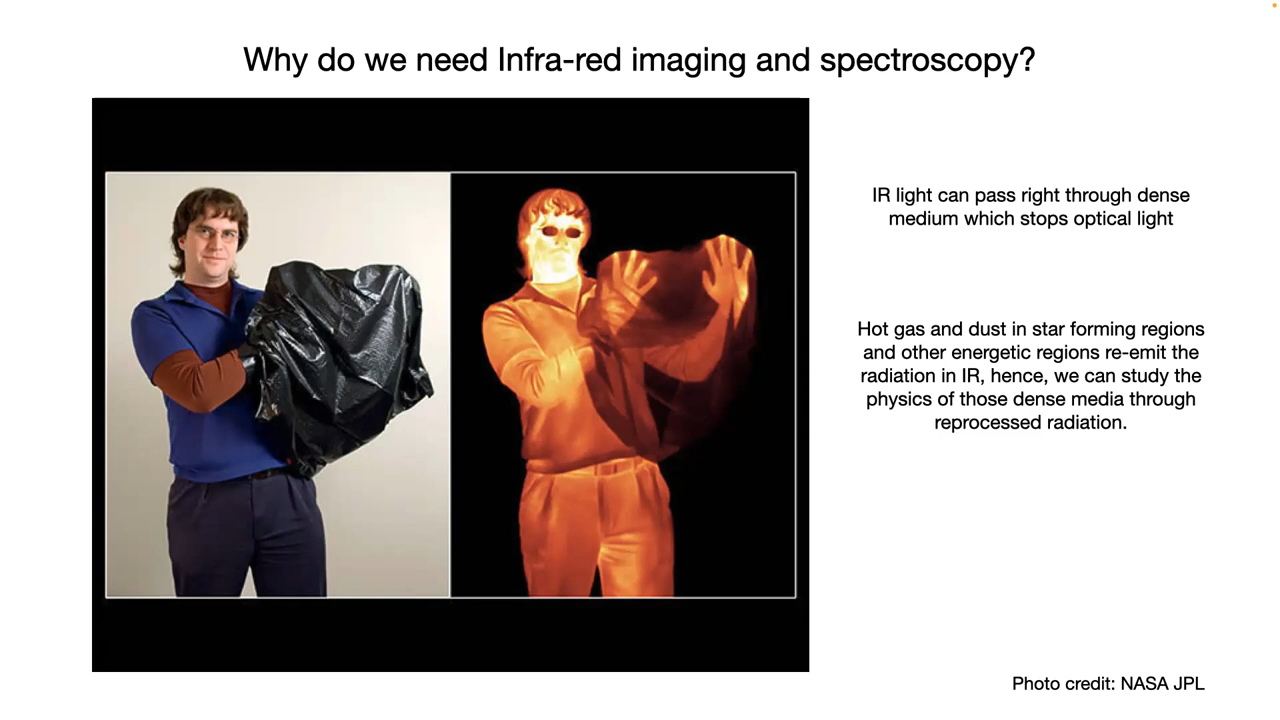 Why do we need Infra-red imaging and spectroscopy?
IR light can pass right through dense
medium which stops optical light
Hot gas and dust in star forming regions
and other energetic regions re-emit the
radiation in IR, hence, we can study the
physics of those dense media through
reprocessed radiation.
Photo credit: NASA JPL